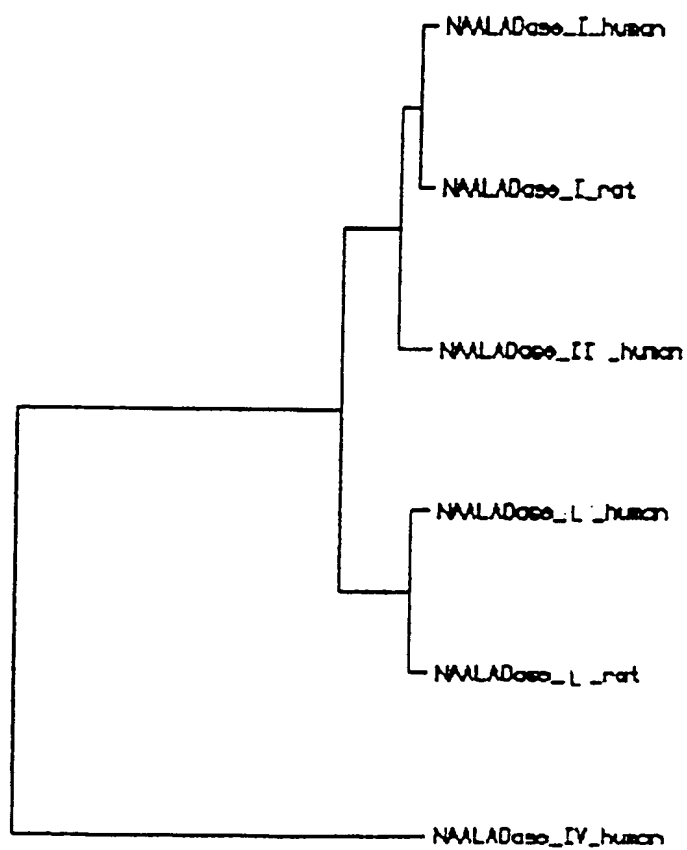 NAALADase_I_human
NAALADase_I_rat
NAALADase_II _human
NAALADase_L _human
NAALADase_L _rat
NAALADase_IV_human